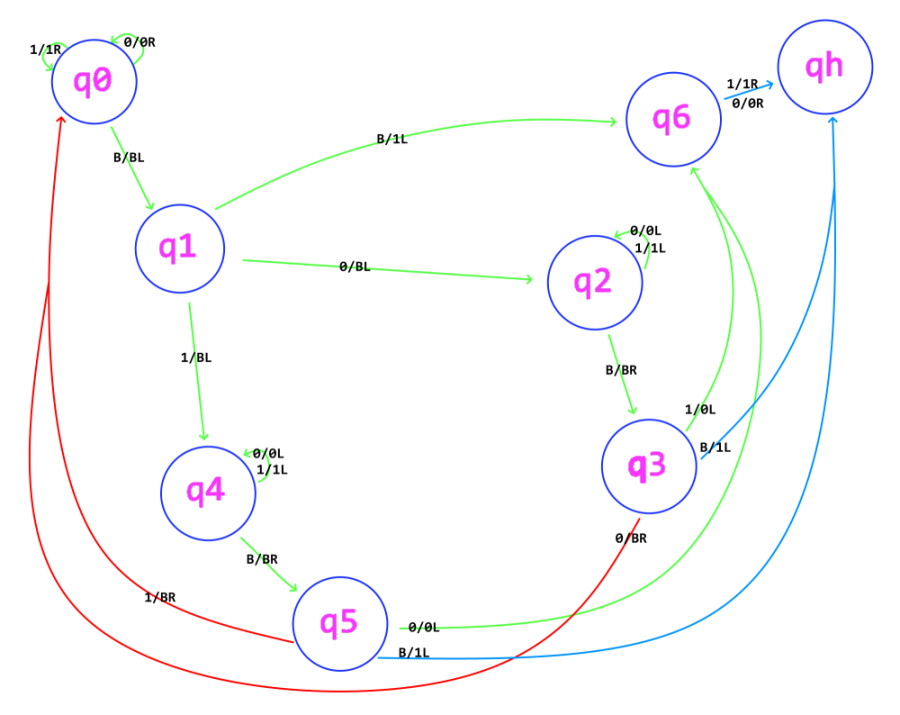 qh
1/1R
0/0R
q0
1/1R
0/0R
q6
B/1L
B/BL
q1
0/BL
0/0L
1/1L
q2
1/BL
B/BR
1/0L
B/1L
q3
0/0L
1/1L
q4
0/BR
B/BR
1/BR
q5
0/0L
B/1L